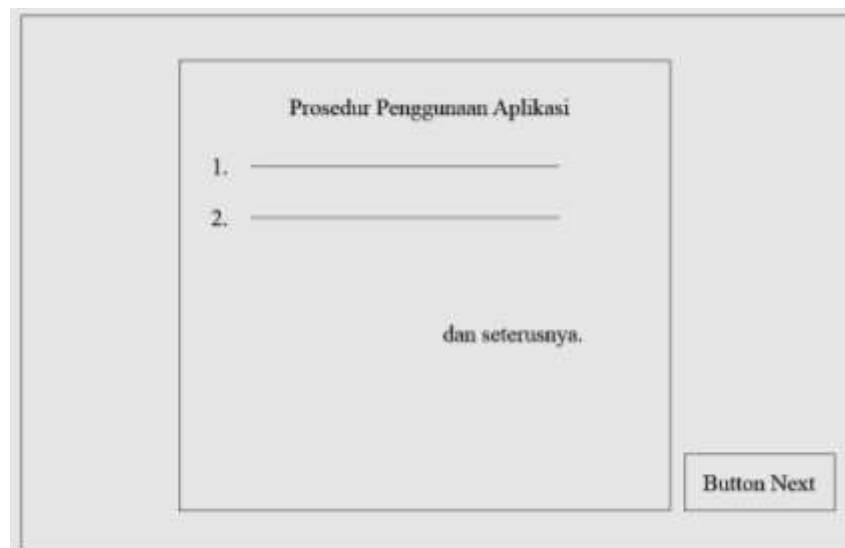 Prosedur Penggunaan Aplikasi
1.
2.
dan seterusnya.
Button Next